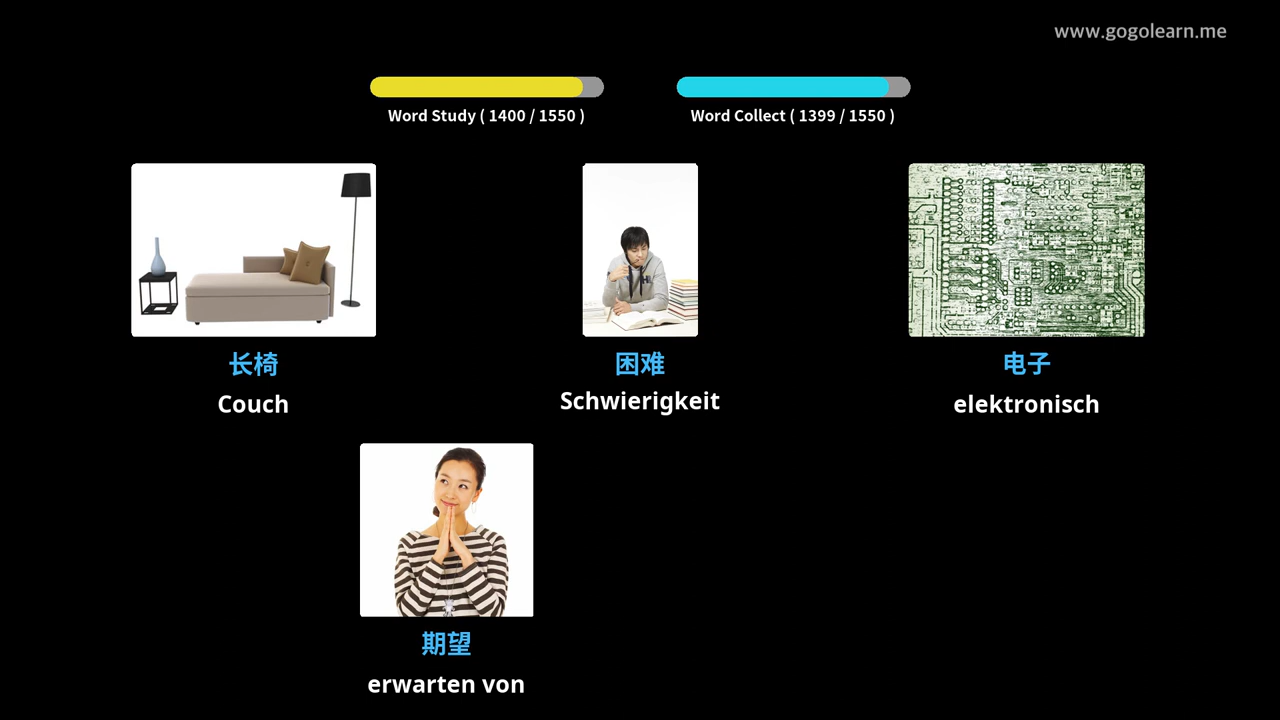 www.gogolearn.me
Word Study ( 1400 / 1550 )
Word Collect ( 1399 / 1550 )
长椅
困难
电子
Couch
Schwierigkeit
elektronisch
期望
erwarten von